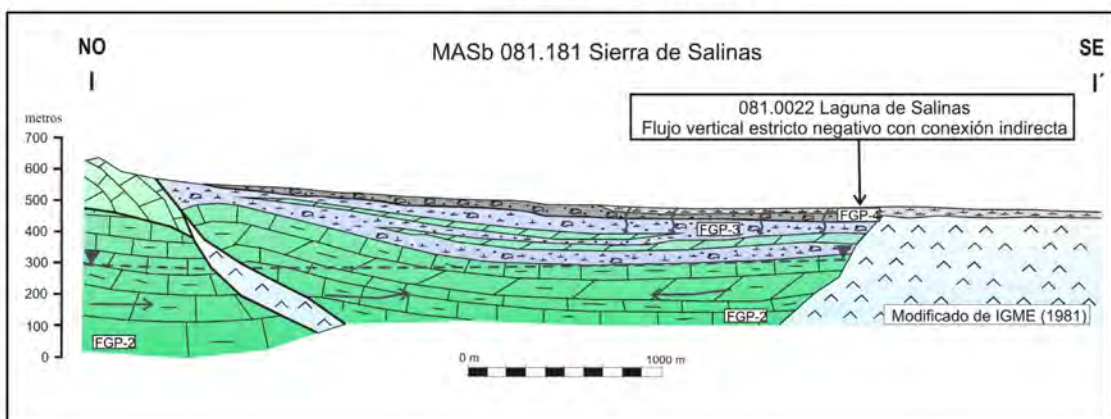 NO
I
MASb 081.181 Sierra de Salinas
SE
I´
081.0022 Laguna de Salinas
Flujo vertical estricto negativo con conexión indirecta
metros
700
600
500
400
300
200
100
0
FGP-4
FGP-3
FGP-2
FGP-2
Modificado de IGME (1981)
0 m
1000 m